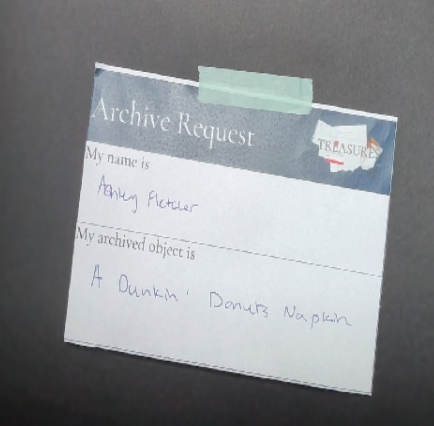 Archive Request
TREASURES
My name is
Ashley Fletcher
My archived object is
A Dunkin' Donuts Napkin